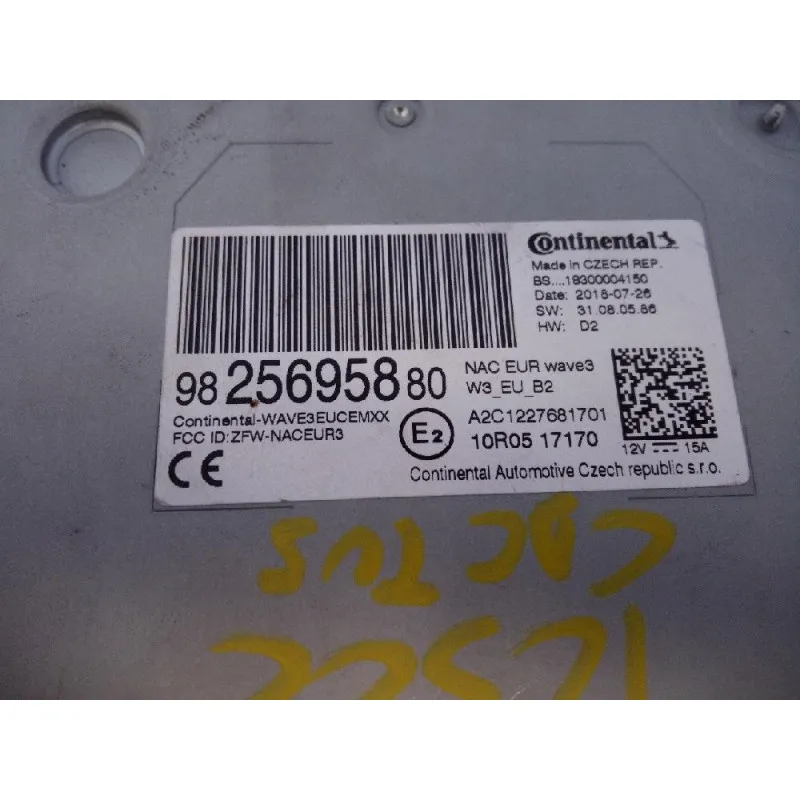 Continental
Made in CZECH REP.
BS....18300004150
Date: 2018-07-26
SW: 31.08.05.86
HW: D2
98 256958 80
NAC EUR wave3
W3_EU_B2
Continental-WAVE3EUCEMXX
FCC ID:ZFW-NACEUR3
E2
A2C1227681701
10R05 17170
12V 15A
CE
Continental Automotive Czech republic s.r.o.
CACTUS